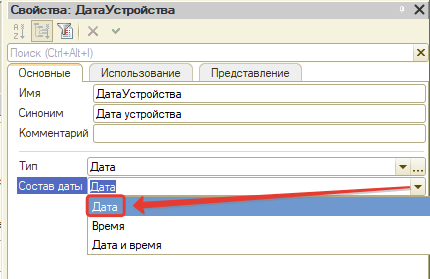 Свойства: ДатаУстройства
Поиск (Ctrl+Alt+I)
Основные Использование Представление
Имя ДатаУстройства
Синоним Дата устройства
Комментарий
Тип Дата
Состав даты Дата
Дата
Время
Дата и время